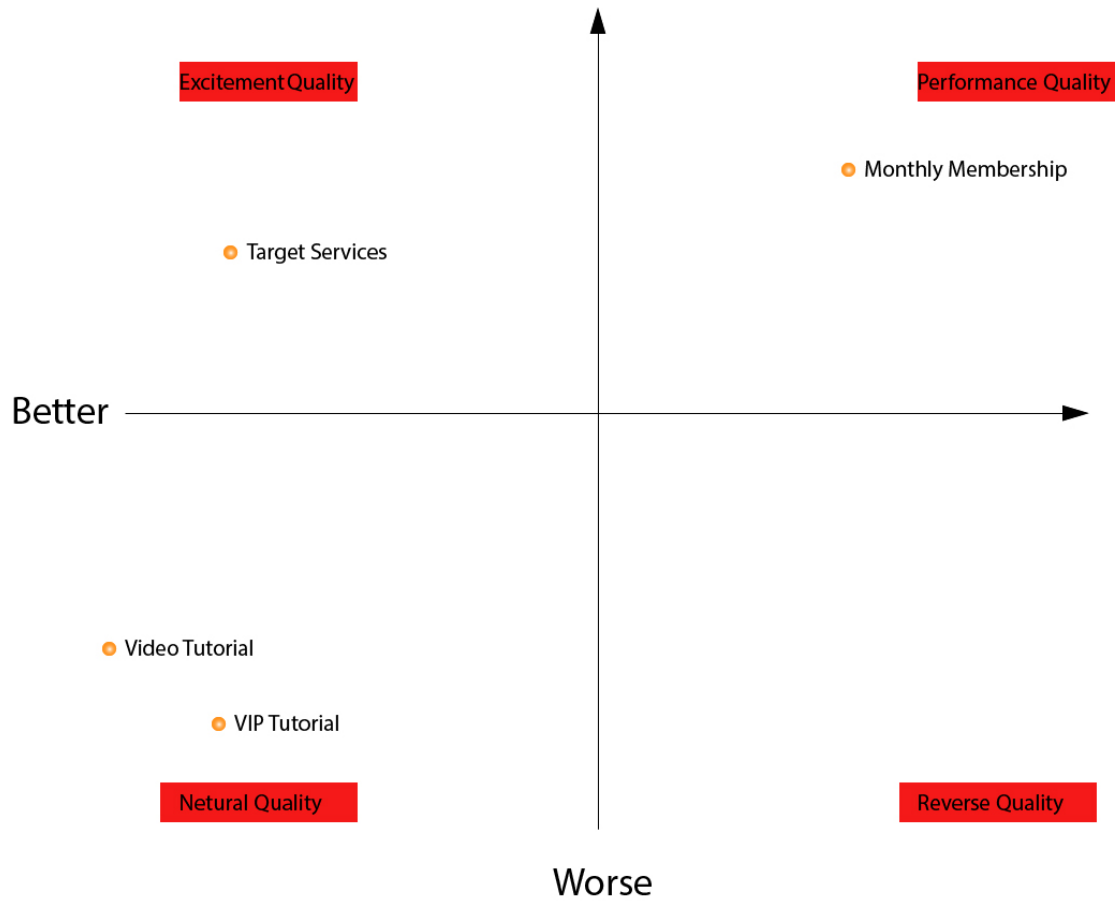 Excitement Quality
Performance Quality
Monthly Membership
Target Services
Better
Video Tutorial
VIP Tutorial
Netural Quality
Reverse Quality
Worse